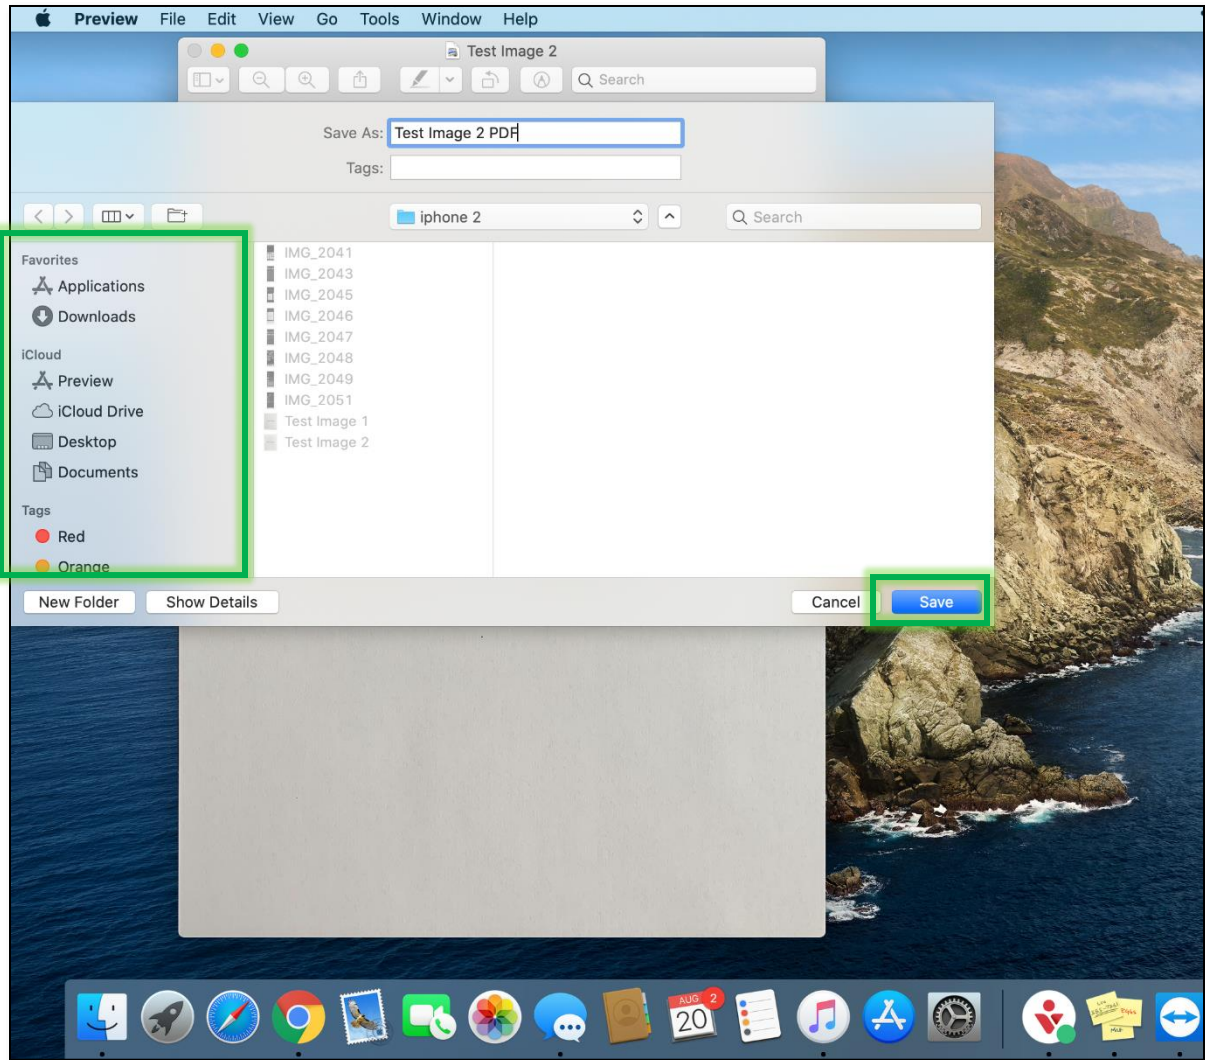 Preview File Edit View Go Tools Window Help
Test Image 2
Search
Save As: Test Image 2 PDF
Tags:
iphone 2
Search
Favorites
Applications
Downloads
iCloud
Preview
iCloud Drive
Desktop
Documents
Tags
Red
Orange
IMG_2041
IMG_2043
IMG_2045
IMG_2046
IMG_2047
IMG_2048
IMG_2049
IMG_2051
Test Image 1
Test Image 2
New Folder Show Details Cancel Save
AUG 2
20